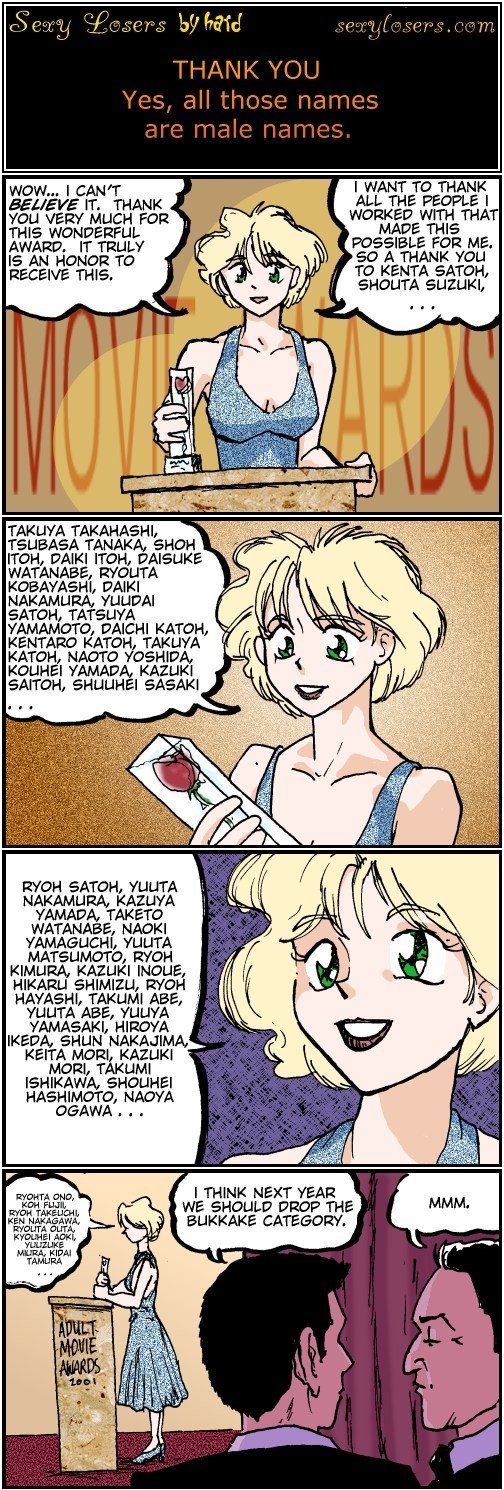 Sexy Losers by hard
sexylosers.com
THANK YOU
Yes, all those names
are male names.
WOW... I CAN'T
BELIEVE IT. THANK
YOU VERY MUCH FOR
THIS WONDERFUL
AWARD. IT TRULY
IS AN HONOR TO
RECEIVE THIS.
I WANT TO THANK
ALL THE PEOPLE I
WORKED WITH THAT
MADE THIS
POSSIBLE FOR ME.
SO A THANK YOU
TO KENTA SATOH,
SHOUTA SUZUKI,
. . .
MOVIE AWARDS
TAKUYA TAKAHASHI,
TSUBASA TANAKA, SHOH
ITOH, DAIKI ITOH, DAISUKE
WATANABE, RYOUTA
KOBAYASHI, DAIKI
NAKAMURA, YUUDAI
SATOH, TATSUYA
YAMAMOTO, DAICHI KATOH,
KENTARO KATOH, TAKUYA
KATOH, NAOTO YOSHIDA,
KOUHEI YAMADA, KAZUKI
SAITOH, SHUUHEI SASAKI
. . .
RYOH SATOH, YUUTA
NAKAMURA, KAZUYA
YAMADA, TAKETO
WATANABE, NAOKI
YAMAGUCHI, YUUTA
MATSUMOTO, RYOH
KIMURA, KAZUKI INOUE,
HIKARU SHIMIZU, RYOH
HAYASHI, TAKUMI ABE,
YUUTA ABE, YUUYA
YAMASAKI, HIROYA
IKEDA, SHUN NAKAJIMA,
KEITA MORI, KAZUKI
MORI, TAKUMI
ISHIKAWA, SHOUHEI
HASHIMOTO, NAOYA
OGAWA . . .
RYOHTA ONO,
KOH FUJII,
RYOH TAKEUCHI,
KEN NAKAGAWA,
RYOUTA OUTA,
KYOUHEI AOKI,
YUUZUKE
MIURA, KIDAI
TAMURA
. . .
I THINK NEXT YEAR
WE SHOULD DROP THE
BUKKAKE CATEGORY.
MMM.
ADULT
MOVIE
AWARDS
2001